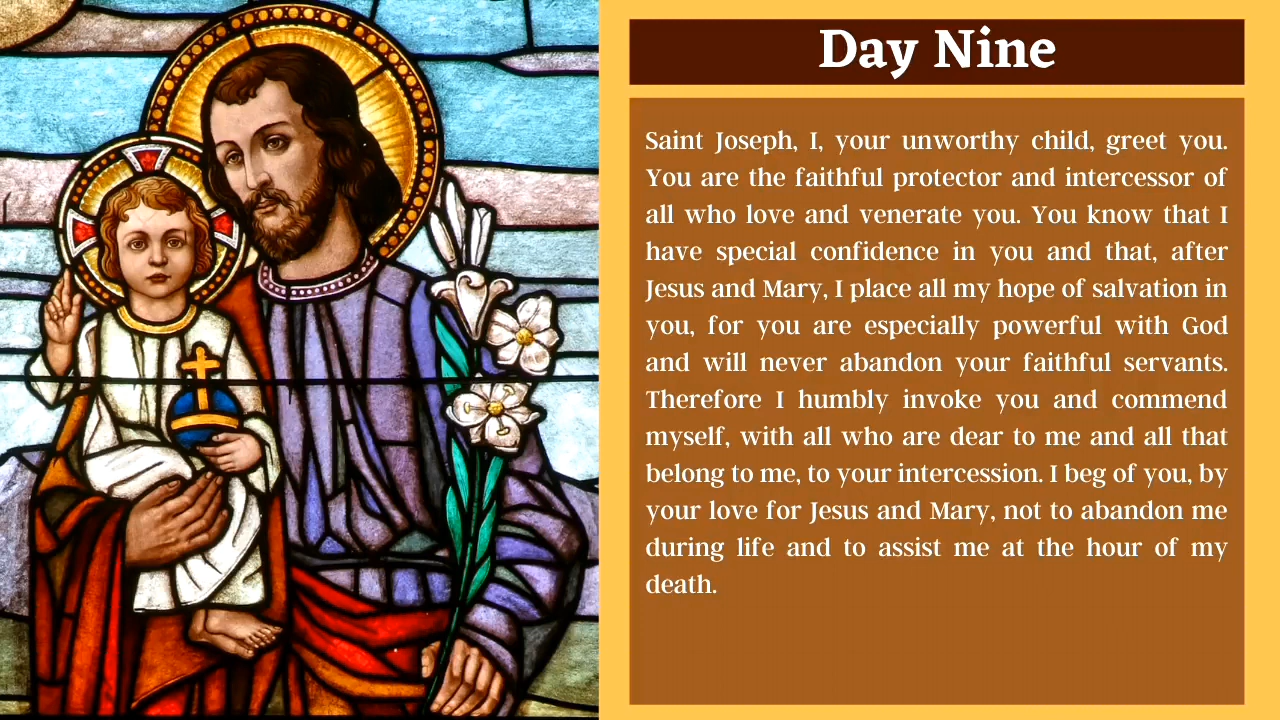 Day Nine
Saint Joseph, I, your unworthy child, greet you.
You are the faithful protector and intercessor of
all who love and venerate you. You know that I
have special confidence in you and that, after
Jesus and Mary, I place all my hope of salvation in
you, for you are especially powerful with God
and will never abandon your faithful servants.
Therefore I humbly invoke you and commend
myself, with all who are dear to me and all that
belong to me, to your intercession. I beg of you, by
your love for Jesus and Mary, not to abandon me
during life and to assist me at the hour of my
death.